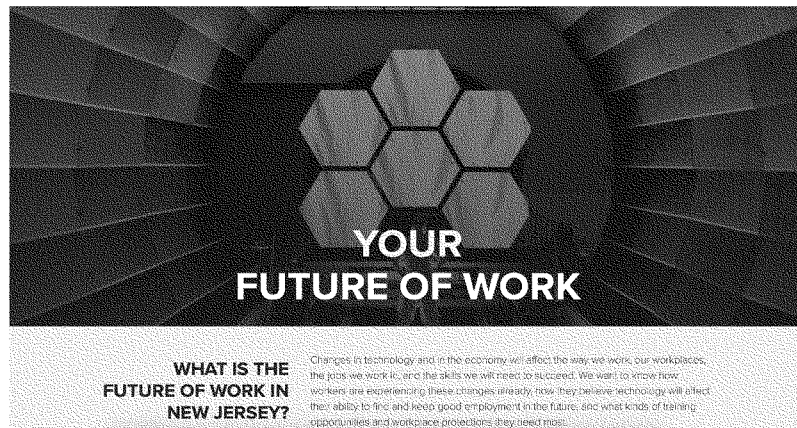 YOUR
FUTURE OF WORK
WHAT IS THE
FUTURE OF WORK IN
NEW JERSEY?
Changes in technology and in the economy will affect the way we work, our workplaces,
the jobs we work in, and the skills we will need to succeed. We want to know how
workers are experiencing these changes already, how they believe technology will affect
their ability to find and keep good employment in the future, and what kinds of training
opportunities and workplace protections they need most.